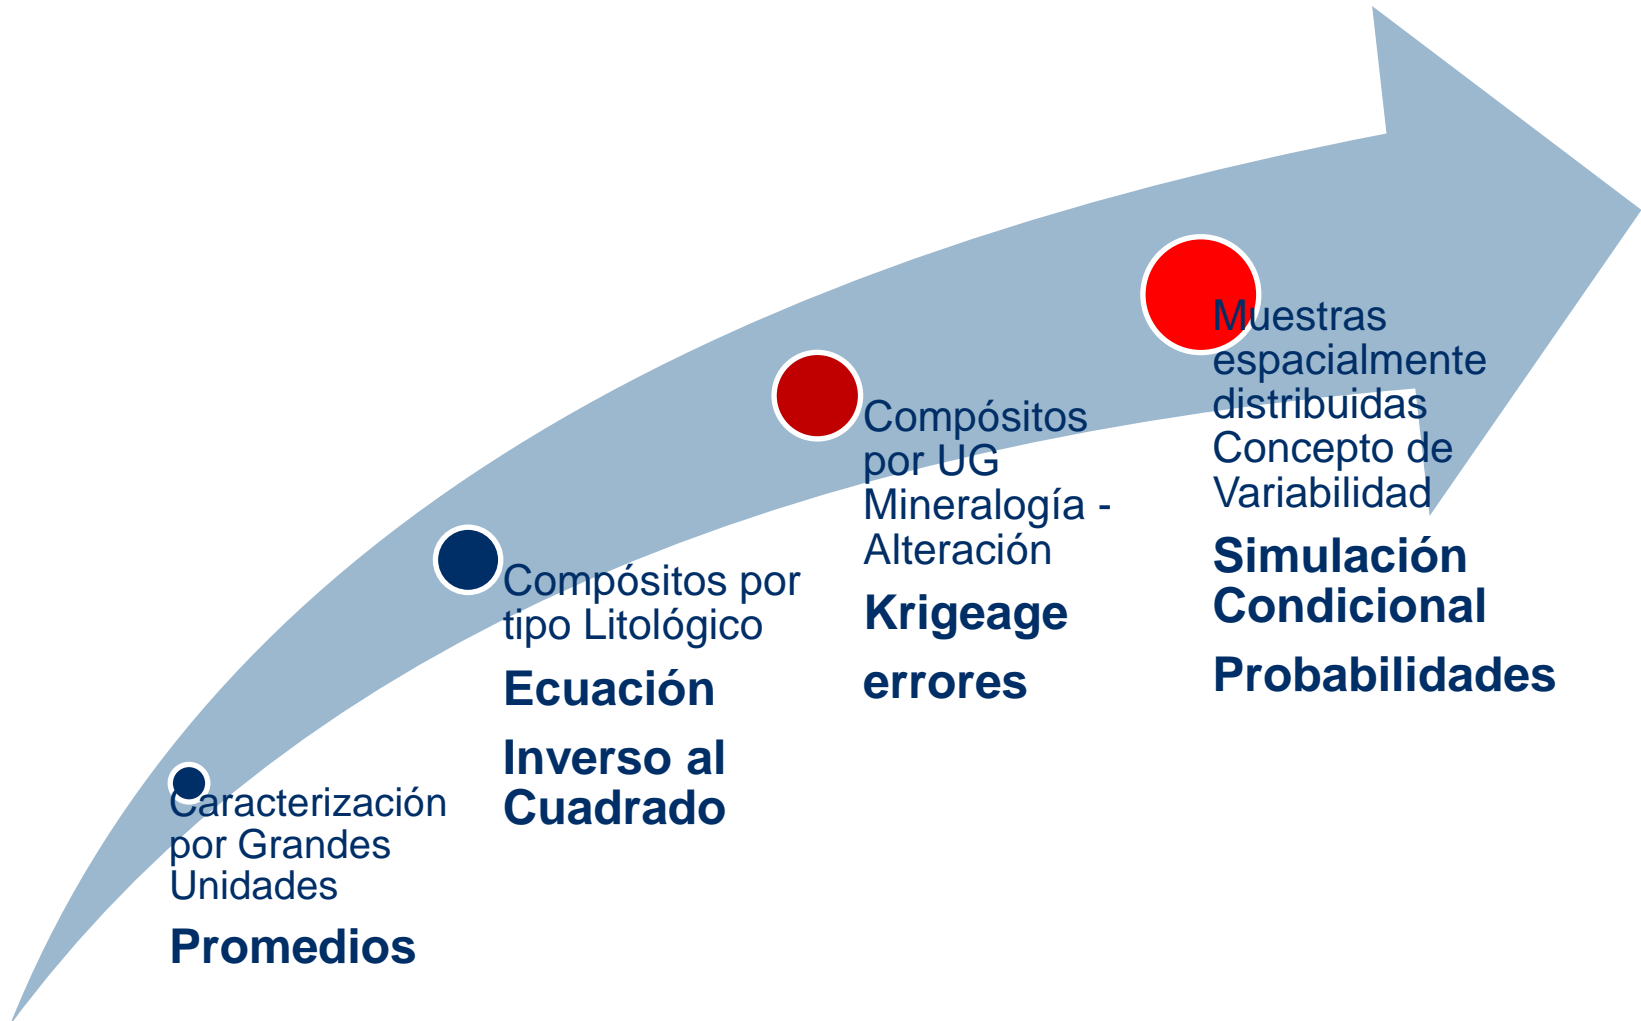 Caracterización
por Grandes
Unidades
Promedios
Compósitos por
tipo Litológico
Ecuación
Inverso al
Cuadrado
Compósitos
por UG
Mineralogía -
Alteración
Krigeage
errores
Muestras
espacialmente
distribuidas
Concepto de
Variabilidad
Simulación
Condicional
Probabilidades